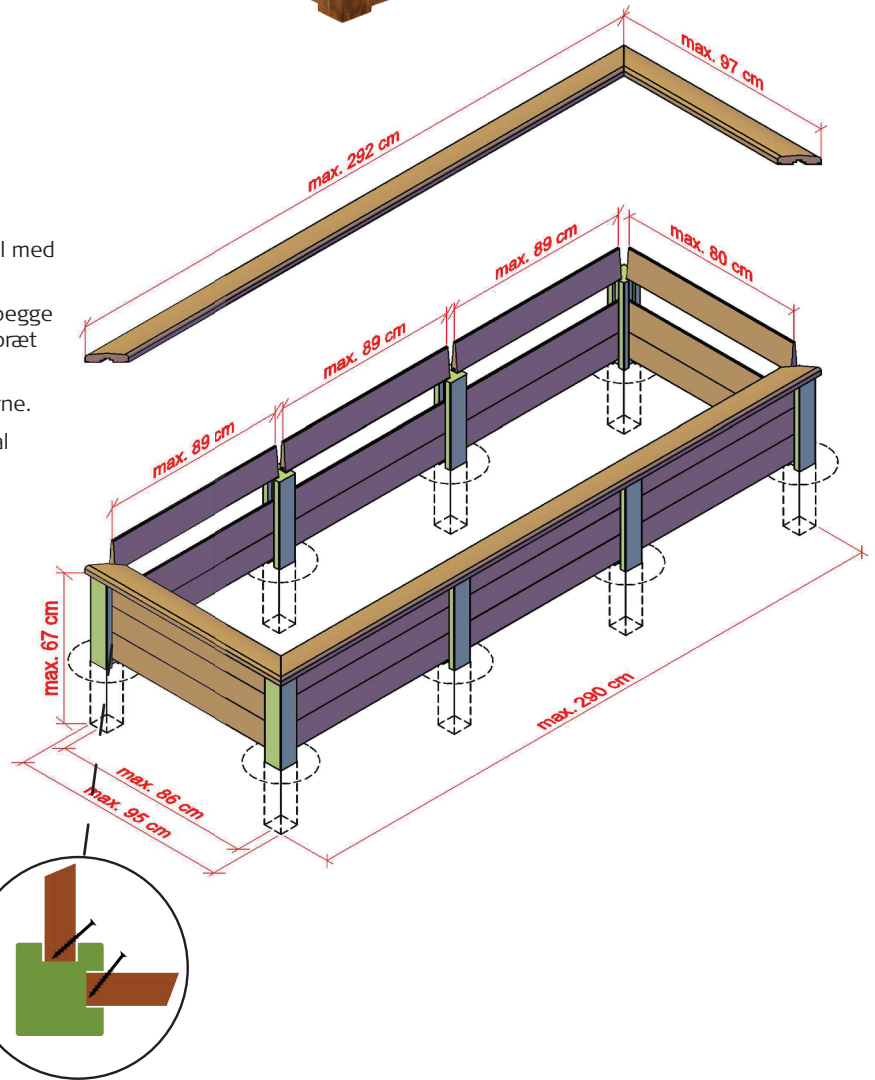 max. 97 cm
max. 292 cm
l med
max. 89 cm
max. 80 cm
begge
bræt
max. 89 cm
rne.
al
max. 89 cm
max. 67 cm
max. 290 cm
max. 86 cm
max. 95 cm